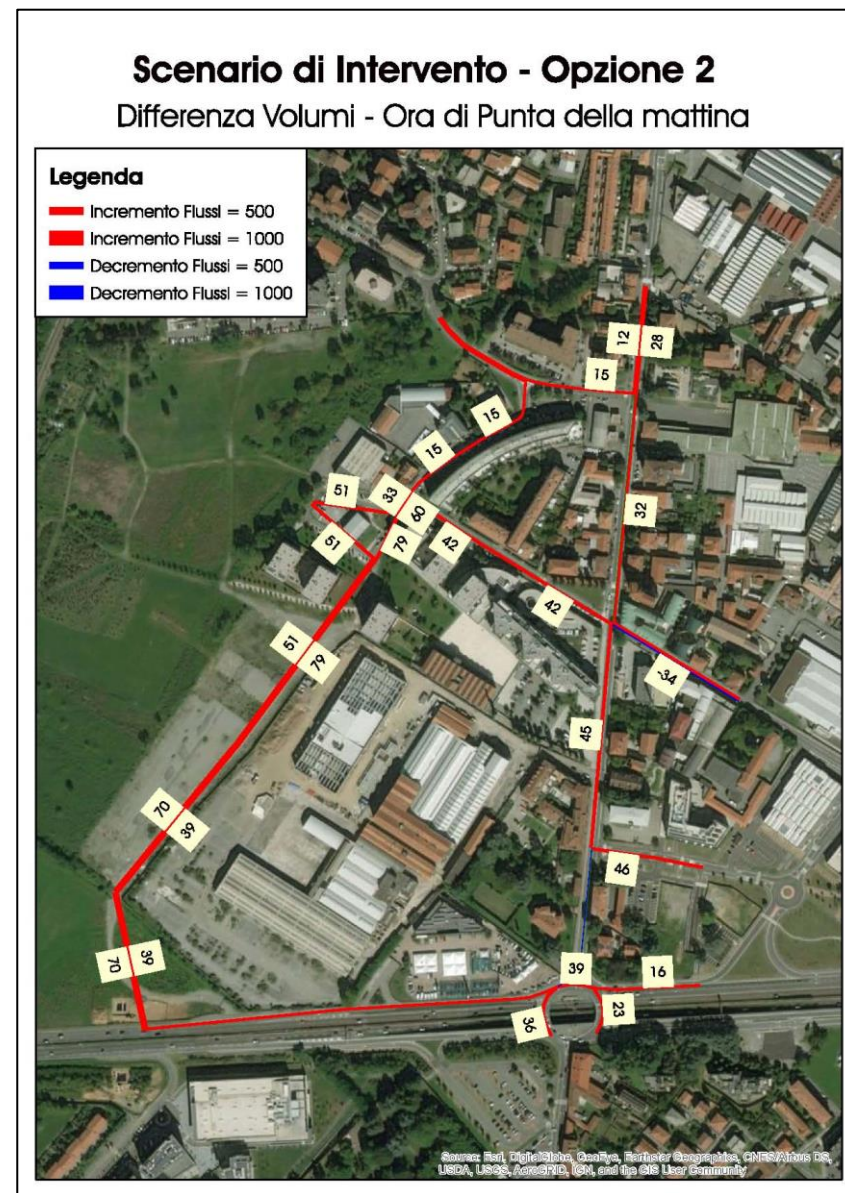 Scenario di Intervento - Opzione 2
Differenza Volumi - Ora di Punta della mattina
Legenda
Incremento Flussi = 500
Incremento Flussi = 1000
Decremento Flussi = 500
Decremento Flussi = 1000
12
28
15
15
15
32
51
33
60
51
79
42
42
51
79
-34
45
70
39
46
70
39
39
16
36
23
Source: Esri, DigitalGlobe, GeoEye, Earthstar Geographics, CNES/Airbus DS,
USDA, USGS, AeroGRID, IGN, and the GIS User Community